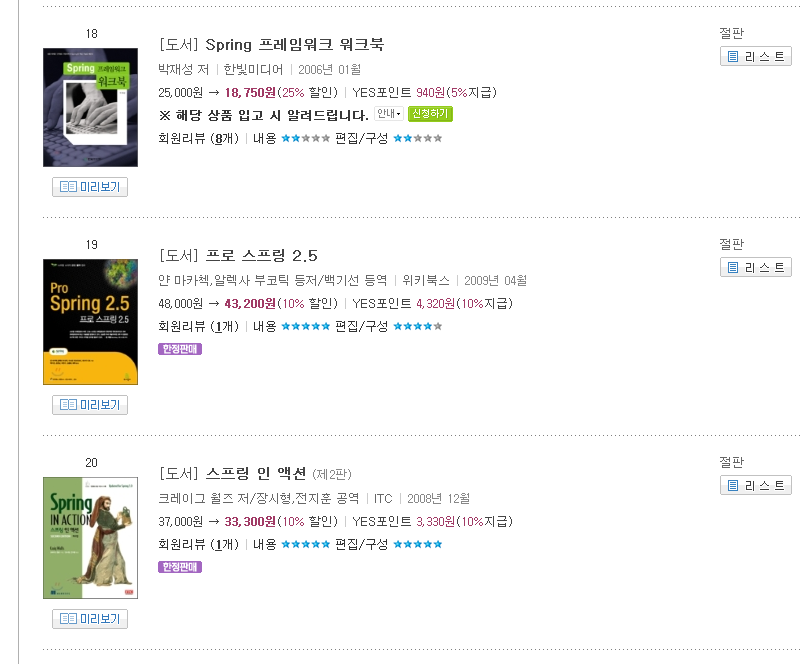 18
[도서] Spring 프레임워크 워크북
절판
박재성 저 | 한빛미디어 | 2006년 01월
리스트
25,000원 → 18,750원(25% 할인) | YES포인트 940원(5%지급)
※ 해당 상품 입고 시 알려드립니다. 안내 신청하기
회원리뷰 (8개) | 내용 ★★★★★ 편집/구성 ★★★★★
Spring 프레임워크
워크북
미리보기
19
[도서] 프로 스프링 2.5
절판
얀 마카첵,알렉사 부코틱 등저/백기선 등역 | 위키북스 | 2009년 04월
리스트
48,000원 → 43,200원(10% 할인) | YES포인트 4,320원(10%지급)
회원리뷰 (1개) | 내용 ★★★★★ 편집/구성 ★★★★★
한정판매
Pro
Spring 2.5
프로 스프링 2.5
미리보기
20
[도서] 스프링 인 액션 (제2판)
절판
크레이그 월즈 저/장시형,전지훈 공역 | ITC | 2008년 12월
리스트
37,000원 → 33,300원(10% 할인) | YES포인트 3,330원(10%지급)
회원리뷰 (1개) | 내용 ★★★★★ 편집/구성 ★★★★★
한정판매
Spring
IN ACTION
스프링 인 액션
미리보기